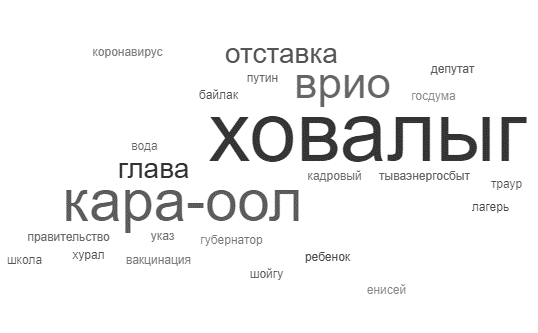 коронавирус
отставка
путин
депутат
врио
байлак
госдума
ховалыг
вода
глава
кадровый
тываэнергосбыт
траур
кара-оол
лагерь
правительство
указ
губернатор
школа
хурал
вакцинация
ребенок
шойгу
енисей